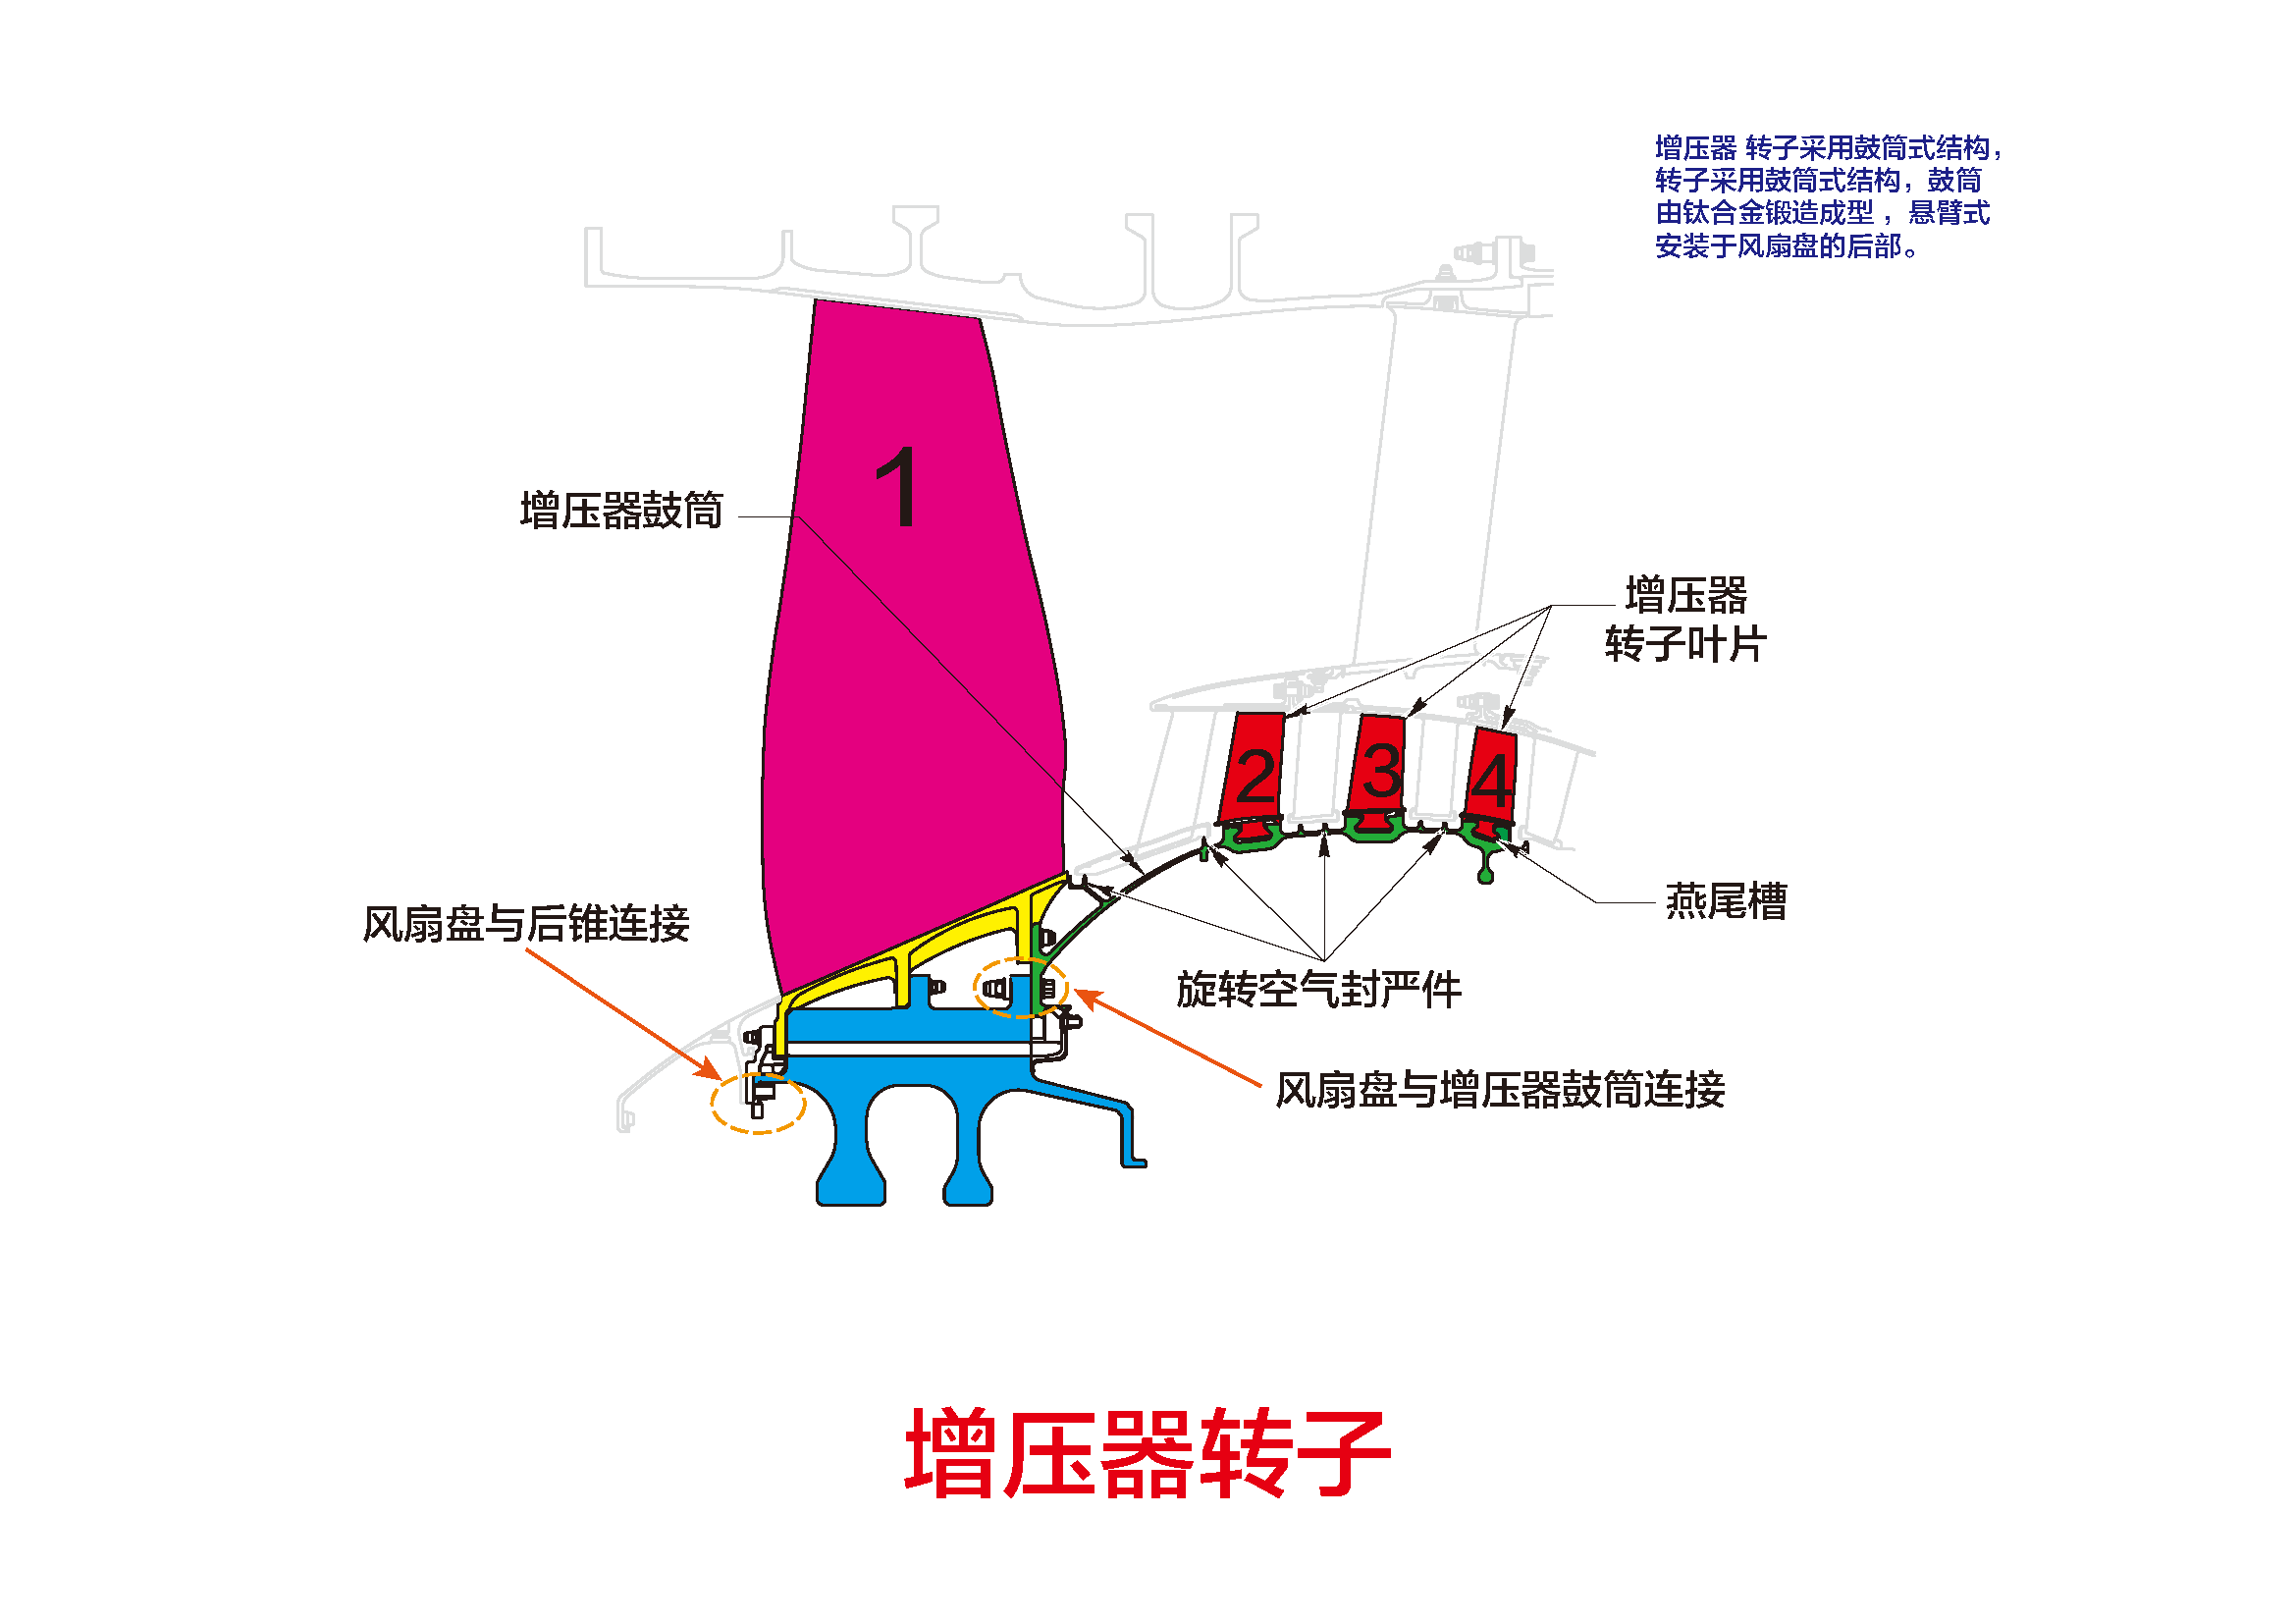 增压器 转子采用鼓筒式结构，
转子采用鼓筒式结构，鼓筒
由钛合金锻造成型，悬臂式
安装于风扇盘的后部。
1
增压器鼓筒
增压器
转子叶片
2
3
4
燕尾槽
风扇盘与后锥连接
旋转空气封严件
风扇盘与增压器鼓筒连接
增压器转子